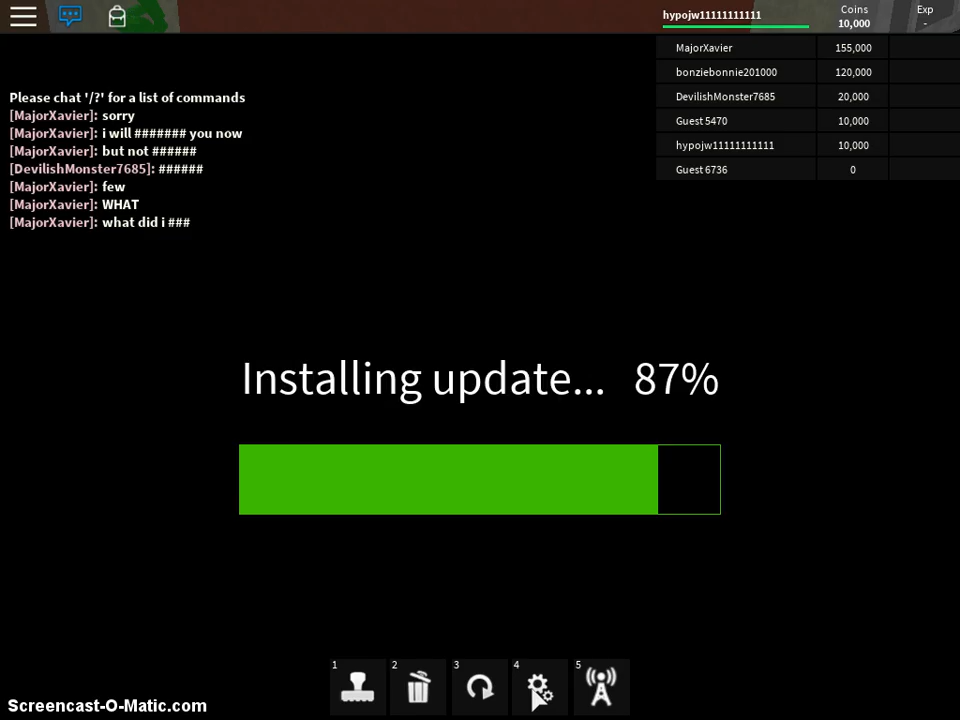 hypojw11111111111 Coins Exp
10,000 -
MajorXavier 155,000
bonziebonnie201000 120,000
DevilishMonster7685 20,000
Guest 5470 10,000
hypojw11111111111 10,000
Guest 6736 0
Please chat '/?' for a list of commands
[MajorXavier]: sorry
[MajorXavier]: i will ####### you now
[MajorXavier]: but not ######
[DevilishMonster7685]: ######
[MajorXavier]: few
[MajorXavier]: WHAT
[MajorXavier]: what did i ###
Installing update... 87%
1 2 3 4 5
Screencast-O-Matic.com